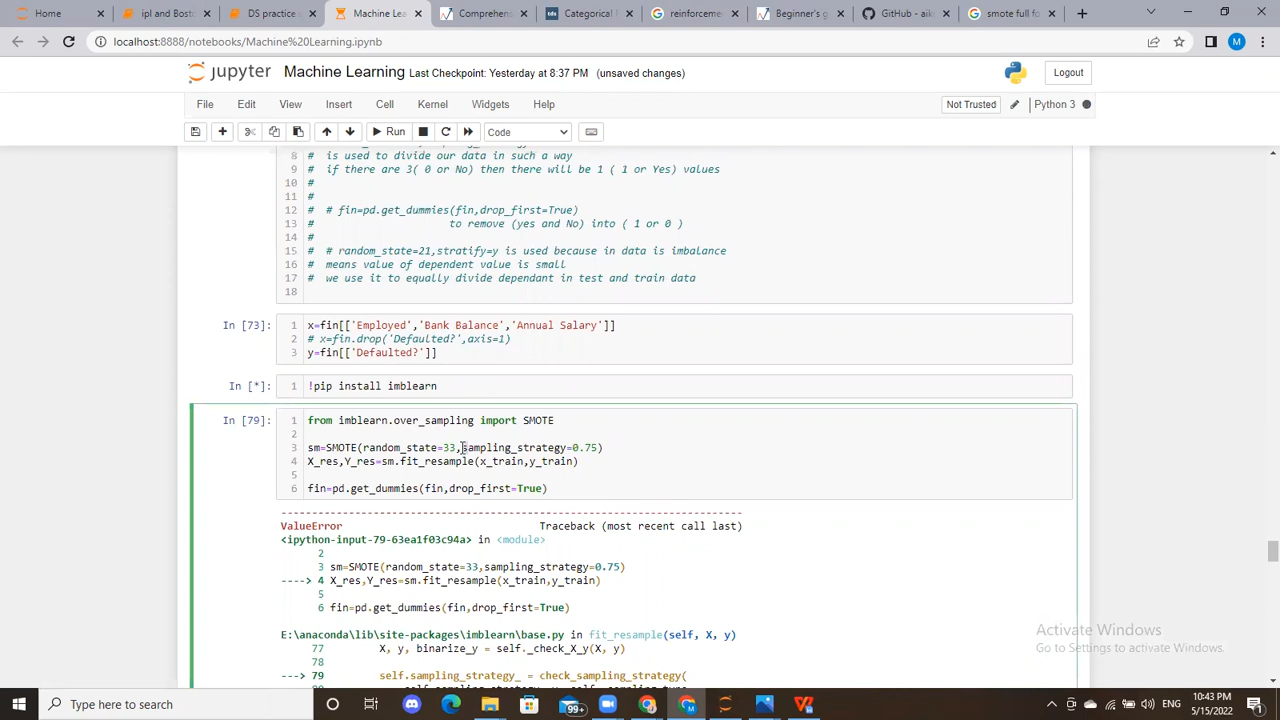 Home
ipl and Bost
DS practice
Machine Lea
Comprehens
Categorical
reinforceme
Beginner's g
GitHub - aik
smote full fo
localhost:8888/notebooks/Machine%20Learning.ipynb
M
jupyter Machine Learning Last Checkpoint: Yesterday at 8:37 PM (unsaved changes)
Logout
File Edit View Insert Cell Kernel Widgets Help
Not Trusted
Python 3
Run
Code
8 # is used to divide our data in such a way
9 # if there are 3( 0 or No) then there will be 1 ( 1 or Yes) values
10 #
11 #
12 # # fin=pd.get_dummies(fin,drop_first=True)
13 # to remove (yes and No) into ( 1 or 0 )
14 #
15 # # random_state=21,stratify=y is used because in data is imbalance
16 # means value of dependent value is small
17 # we use it to equally divide dependant in test and train data
18
In [73]: 1 x=fin[['Employed','Bank Balance','Annual Salary']]
2 # x=fin.drop('Defaulted?',axis=1)
3 y=fin[['Defaulted?']]
In [*]: 1 !pip install imblearn
In [79]: 1 from imblearn.over_sampling import SMOTE
2
3 sm=SMOTE(random_state=33,sampling_strategy=0.75)
4 X_res,Y_res=sm.fit_resample(x_train,y_train)
5
6 fin=pd.get_dummies(fin,drop_first=True)
---------------------------------------------------------------------------
ValueError Traceback (most recent call last)
<ipython-input-79-63ea1f03c94a> in <module>
2
3 sm=SMOTE(random_state=33,sampling_strategy=0.75)
----> 4 X_res,Y_res=sm.fit_resample(x_train,y_train)
5
6 fin=pd.get_dummies(fin,drop_first=True)
E:\anaconda\lib\site-packages\imblearn\base.py in fit_resample(self, X, y)
77 X, y, binarize_y = self._check_X_y(X, y)
78
---> 79 self.sampling_strategy_ = check_sampling_strategy(
Activate Windows
Go to Settings to activate Windows.
Type here to search
99+
ENG
10:43 PM
5/15/2022